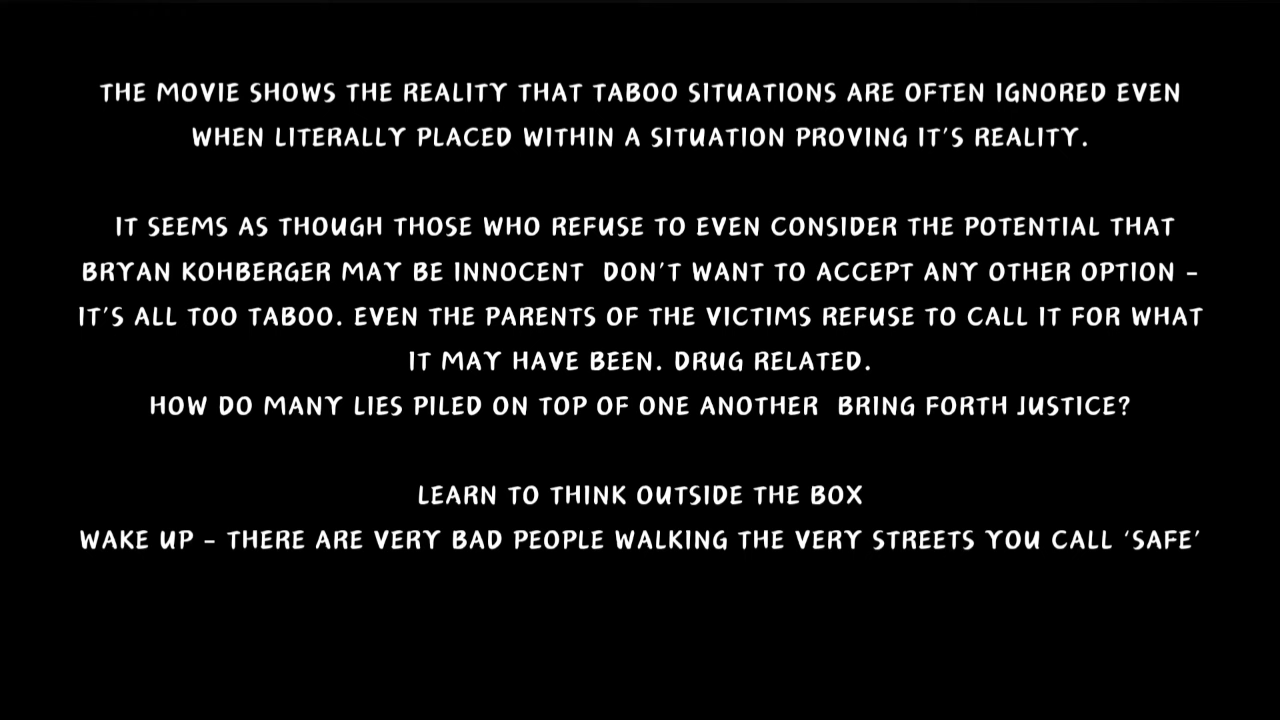 THE MOVIE SHOWS THE REALITY THAT TABOO SITUATIONS ARE OFTEN IGNORED EVEN
WHEN LITERALLY PLACED WITHIN A SITUATION PROVING IT'S REALITY.
IT SEEMS AS THOUGH THOSE WHO REFUSE TO EVEN CONSIDER THE POTENTIAL THAT
BRYAN KOHBERGER MAY BE INNOCENT  DON'T WANT TO ACCEPT ANY OTHER OPTION -
IT'S ALL TOO TABOO. EVEN THE PARENTS OF THE VICTIMS REFUSE TO CALL IT FOR WHAT
IT MAY HAVE BEEN. DRUG RELATED.
HOW DO MANY LIES PILED ON TOP OF ONE ANOTHER  BRING FORTH JUSTICE?
LEARN TO THINK OUTSIDE THE BOX
WAKE UP - THERE ARE VERY BAD PEOPLE WALKING THE VERY STREETS YOU CALL 'SAFE'